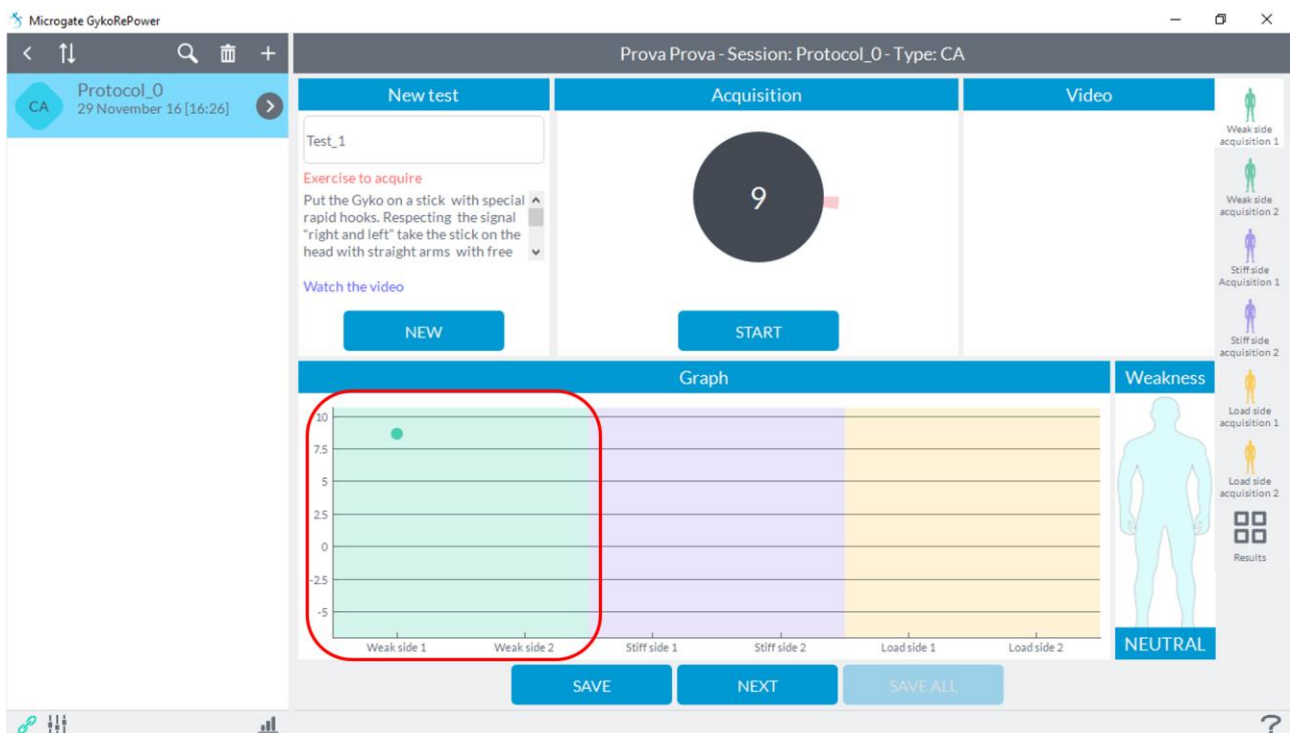 Microgate GykoRePower
Prova Prova - Session: Protocol_0 - Type: CA
CA
Protocol_0
29 November 16 [16:26]
New test
Test_1
Exercise to acquire
Put the Gyko on a stick with special
rapid hooks. Respecting the signal
"right and left" take the stick on the
head with straight arms with free
Watch the video
NEW
Acquisition
9
START
Video
Graph
10
7.5
5
2.5
0
-2.5
-5
Weak side 1
Weak side 2
Stiff side 1
Stiff side 2
Load side 1
Load side 2
Weakness
NEUTRAL
SAVE
NEXT
SAVE ALL
Weak side
acquisition 1
Weak side
acquisition 2
Stiff side
Acquisition 1
Stiff side
acquisition 2
Load side
acquisition 1
Load side
acquisition 2
Results
?